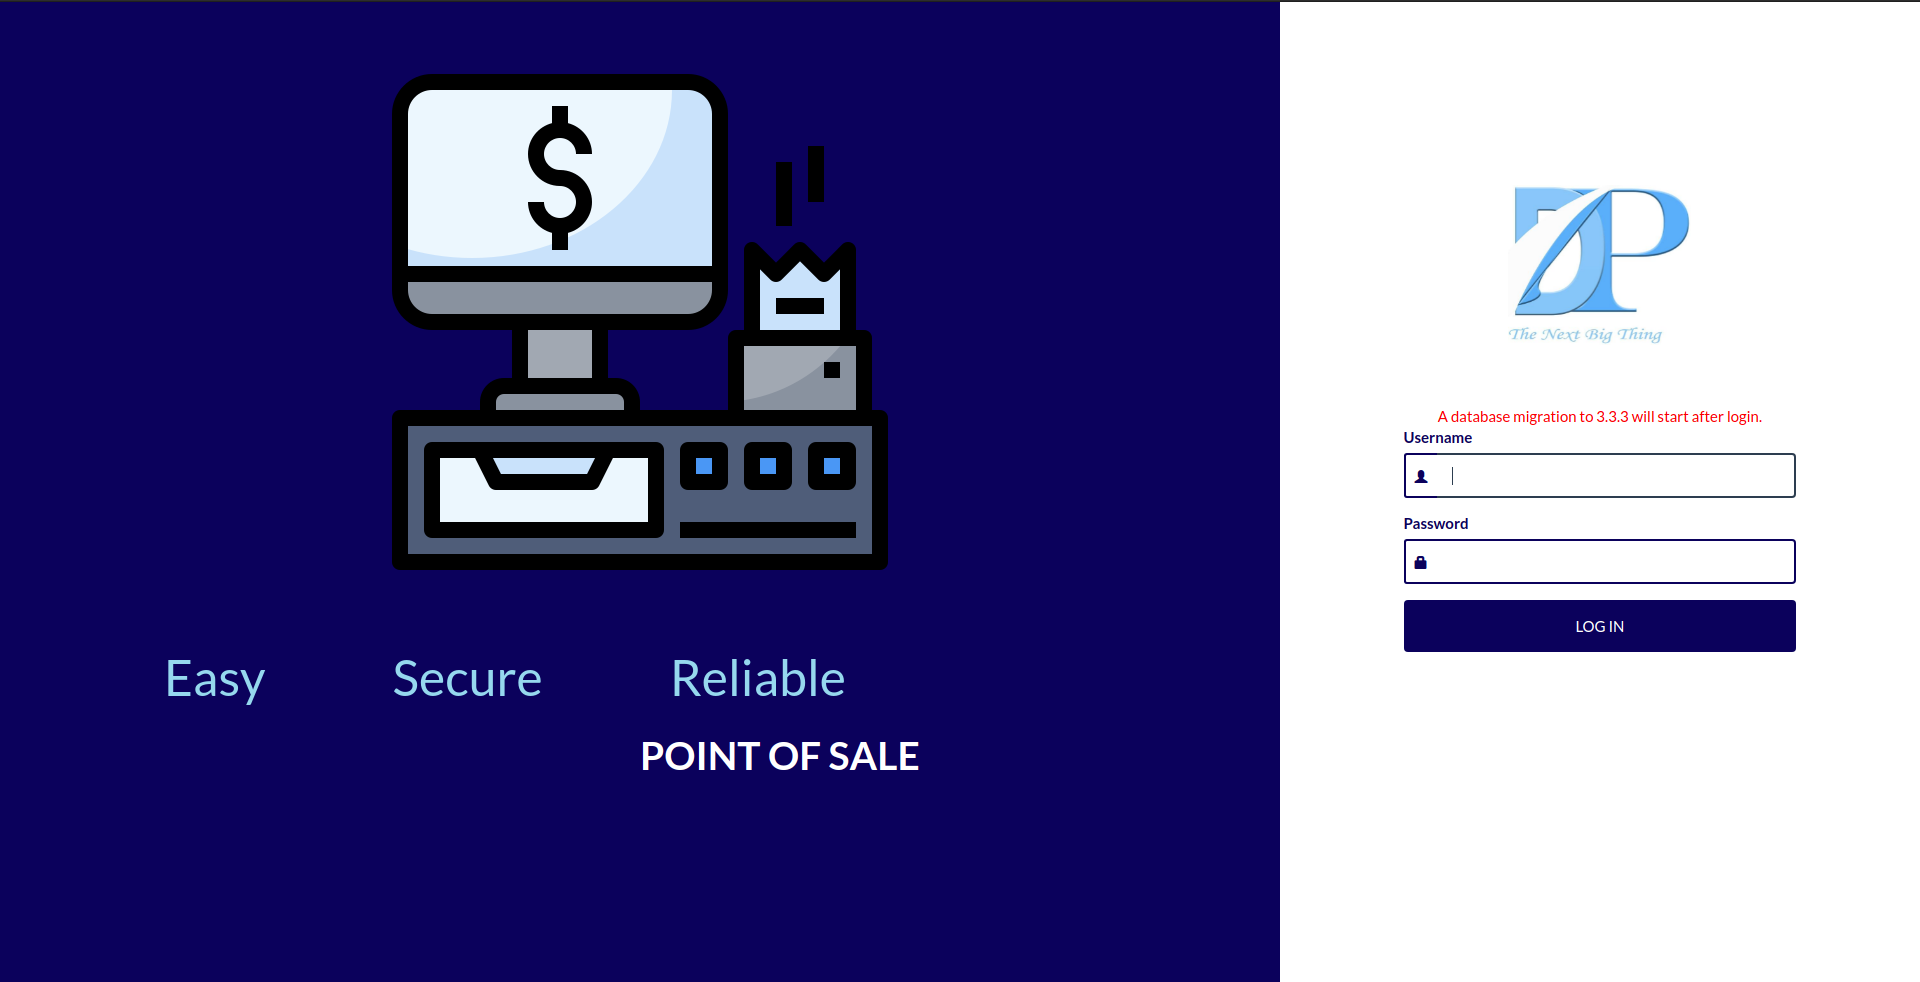 $
Easy Secure Reliable
POINT OF SALE
DP
The Next Big Thing
A database migration to 3.3.3 will start after login.
Username
Password
LOG IN